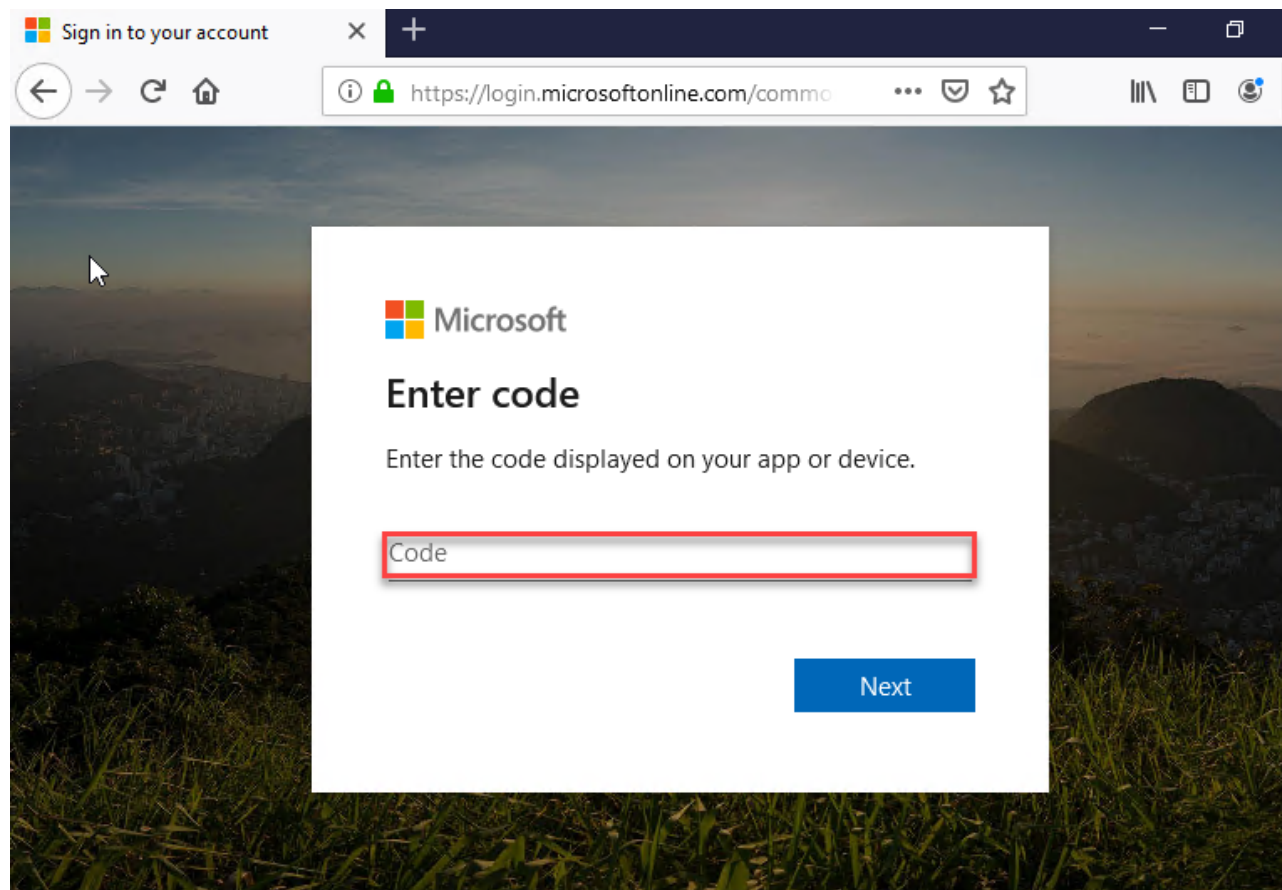 Sign in to your account
https://login.microsoftonline.com/commo
Microsoft
Enter code
Enter the code displayed on your app or device.
Code
Next